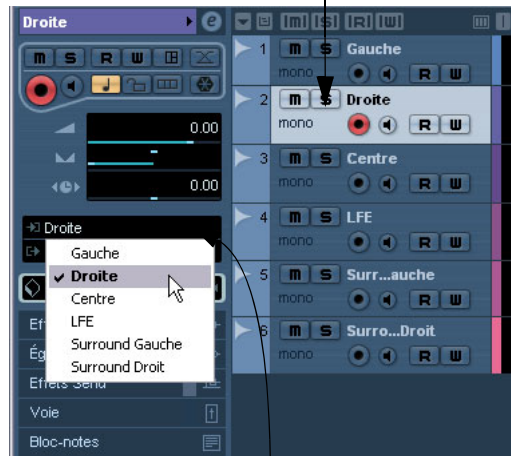 Droite
e
m S R W
0.00
0.00
Droite
Gauche
Droite
Centre
LFE
Surround Gauche
Surround Droit
Ef
Ég
Effets Send
Voie
Bloc-notes
m S R W
1 m S Gauche
mono R W
2 m S Droite
mono R W
3 m S Centre
mono R W
4 m S LFE
mono R W
5 m S Surr...auche
mono R W
6 m S Surro...Droit
mono R W